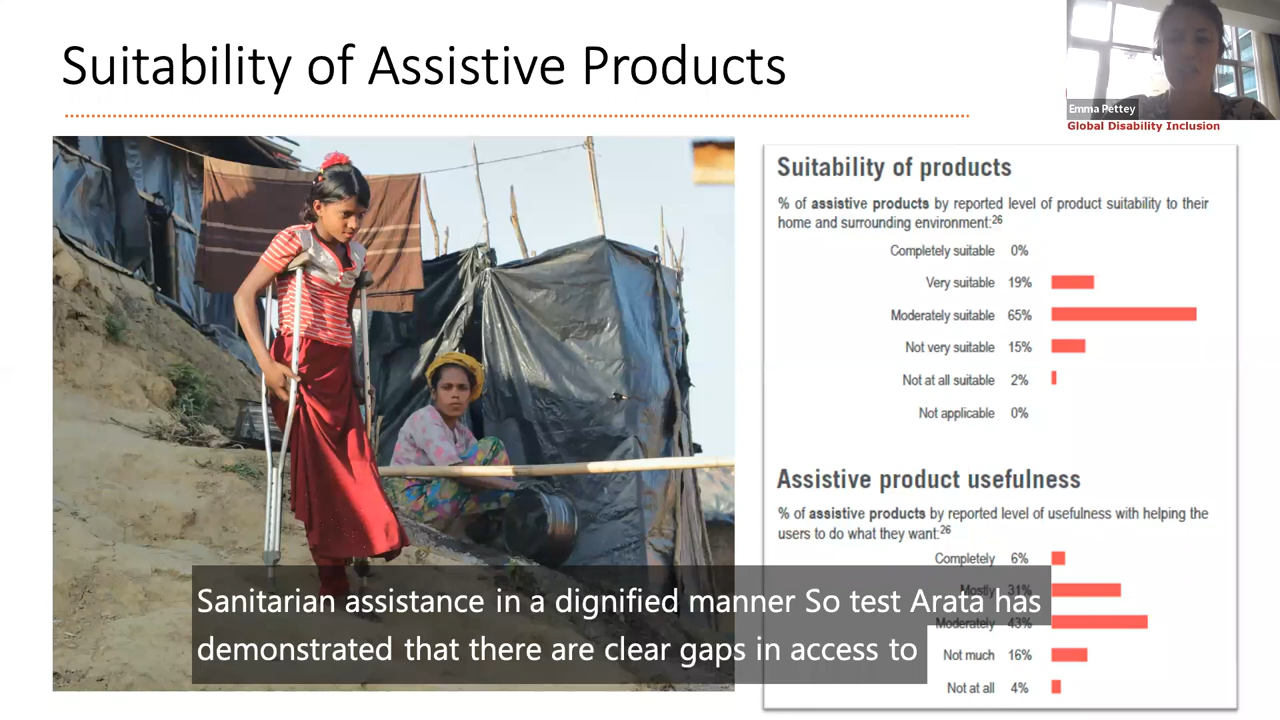 Suitability of Assistive Products
Emma Pettey
Global Disability Inclusion
Suitability of products
% of assistive products by reported level of product suitability to their
home and surrounding environment:26
Completely suitable 0%
Very suitable 19%
Moderately suitable 65%
Not very suitable 15%
Not at all suitable 2%
Not applicable 0%
Assistive product usefulness
% of assistive products by reported level of usefulness with helping the
users to do what they want:26
Completely 6%
Mostly 31%
Moderately 43%
Not much 16%
Not at all 4%
Sanitarian assistance in a dignified manner So test Arata has
demonstrated that there are clear gaps in access to